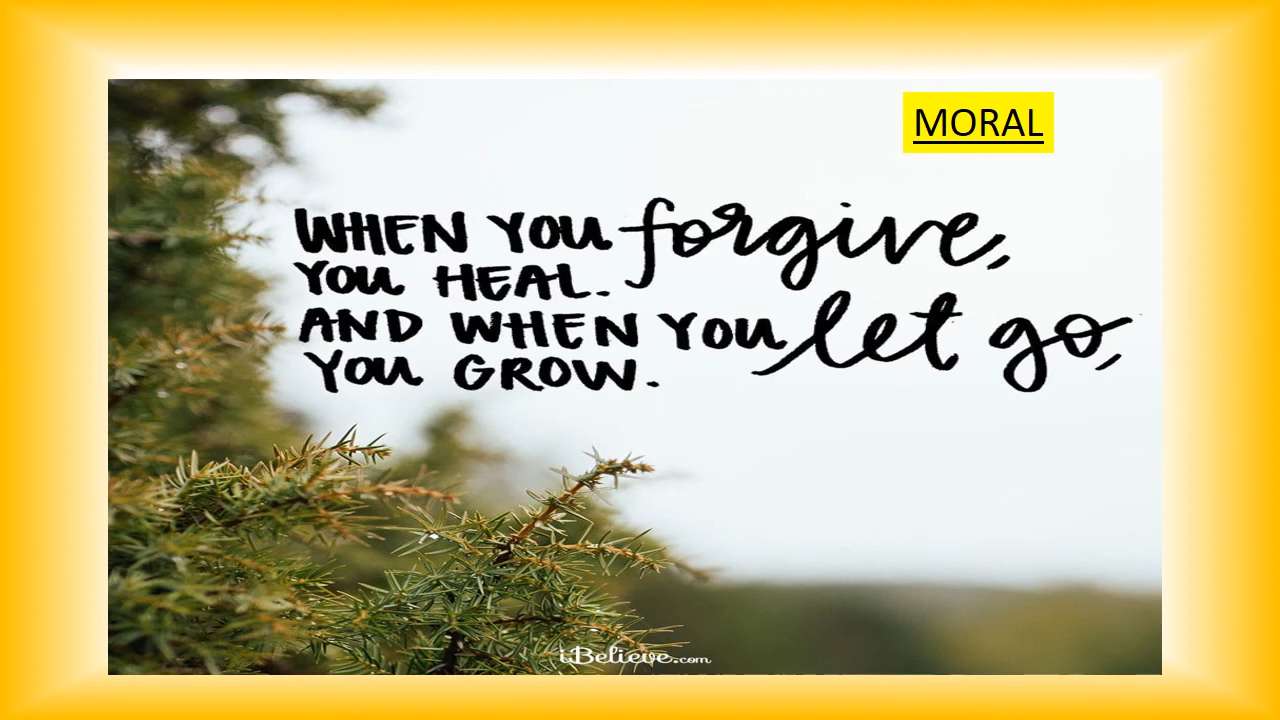 MORAL
WHEN YOU forgive,
YOU HEAL.
AND WHEN YOU let go,
YOU GROW.
iBelieve.com